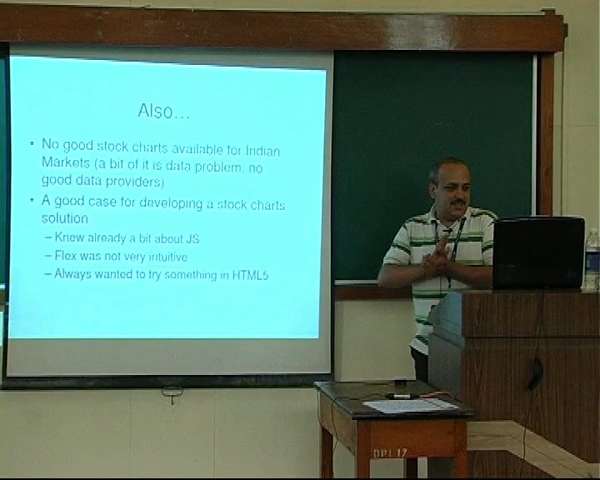 Also...
• No good stock charts available for Indian
Markets (a bit of it is data problem, no
good data providers)
• A good case for developing a stock charts
solution
– Knew already a bit about JS
– Flex was not very intuitive
– Always wanted to try something in HTML5
OPI 17